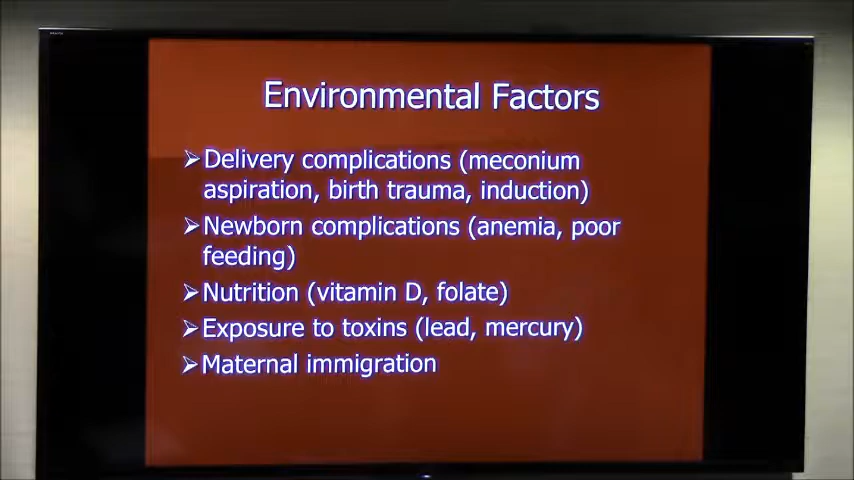 Environmental Factors
➢Delivery complications (meconium
aspiration, birth trauma, induction)
➢Newborn complications (anemia, poor
feeding)
➢Nutrition (vitamin D, folate)
➢Exposure to toxins (lead, mercury)
➢Maternal immigration